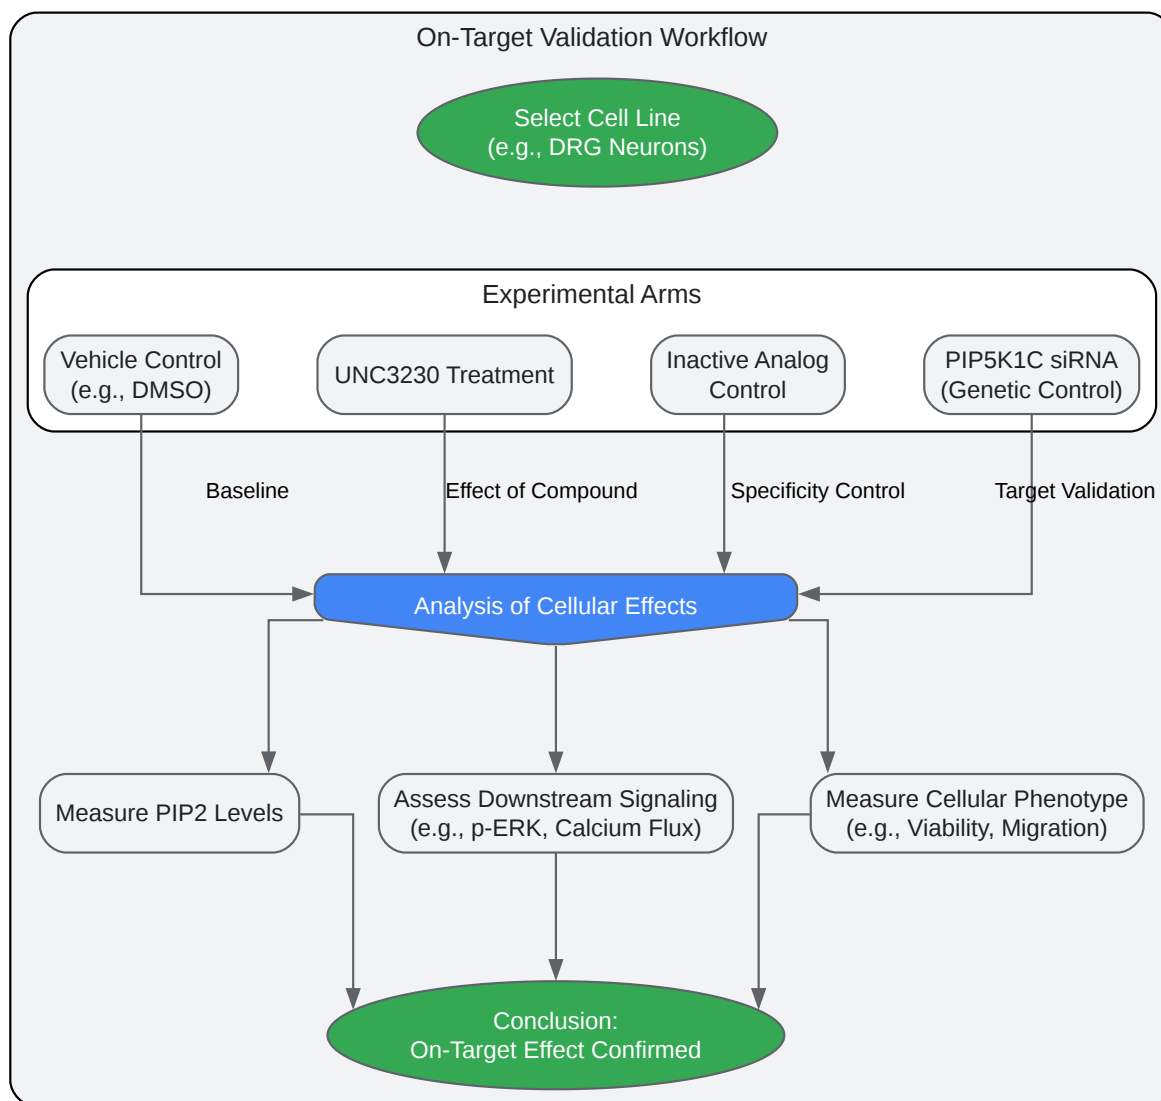 On-Target Validation Workflow
Select Cell Line
(e.g., DRG Neurons)
Experimental Arms
Vehicle Control
(e., DMSO)
UNC3230 Treatment
Inactive Analog
Control
PIP5K1C siRNA
(Genetic Control)
Baseline
Effect of Compound
Specificity Control
Target Validation
Analysis of Cellular Effects
Measure PIP2 Levels
Assess Downstream Signaling
(e.g., p-ERK, Calcium Flux)
Measure Cellular Phenotype
(e.g., Viability, Migration)
Conclusion:
On-Target Effect Confirmed